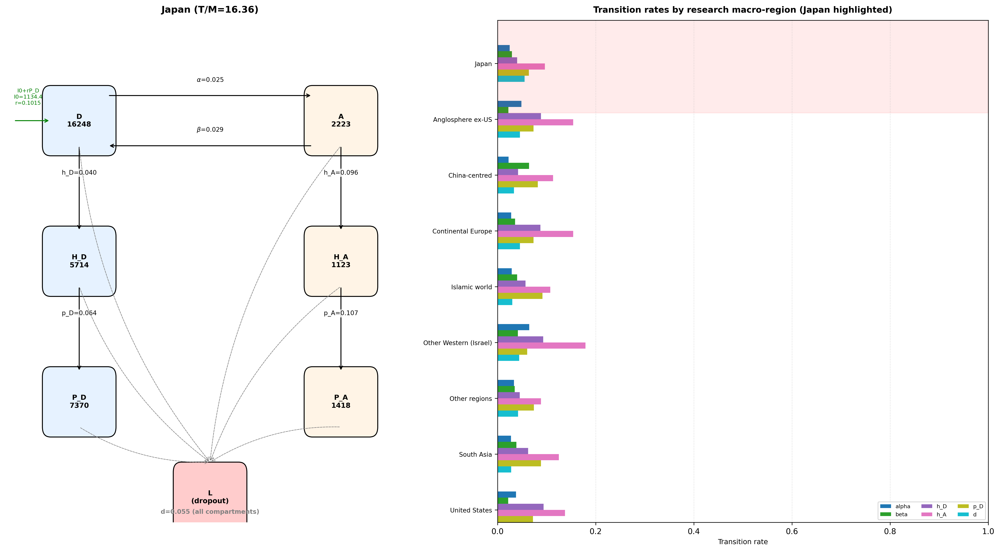 Japan (T/M=16.36)
I0+rP_D
I0=1134.4
r=0.1015
D
16248
α=0.025
β=0.029
A
2223
h_D=0.040
h_A=0.096
H_D
5714
H_A
1123
p_D=0.064
p_A=0.107
P_D
7370
P_A
1418
L
(dropout)
d=0.055 (all compartments)
Transition rates by research macro-region (Japan highlighted)
Japan
Anglosphere ex-US
China-centred
Continental Europe
Islamic world
Other Western (Israel)
Other regions
South Asia
United States
alpha
beta
h_D
h_A
p_D
d
0.0 0.2 0.4 0.6 0.8 1.0
Transition rate